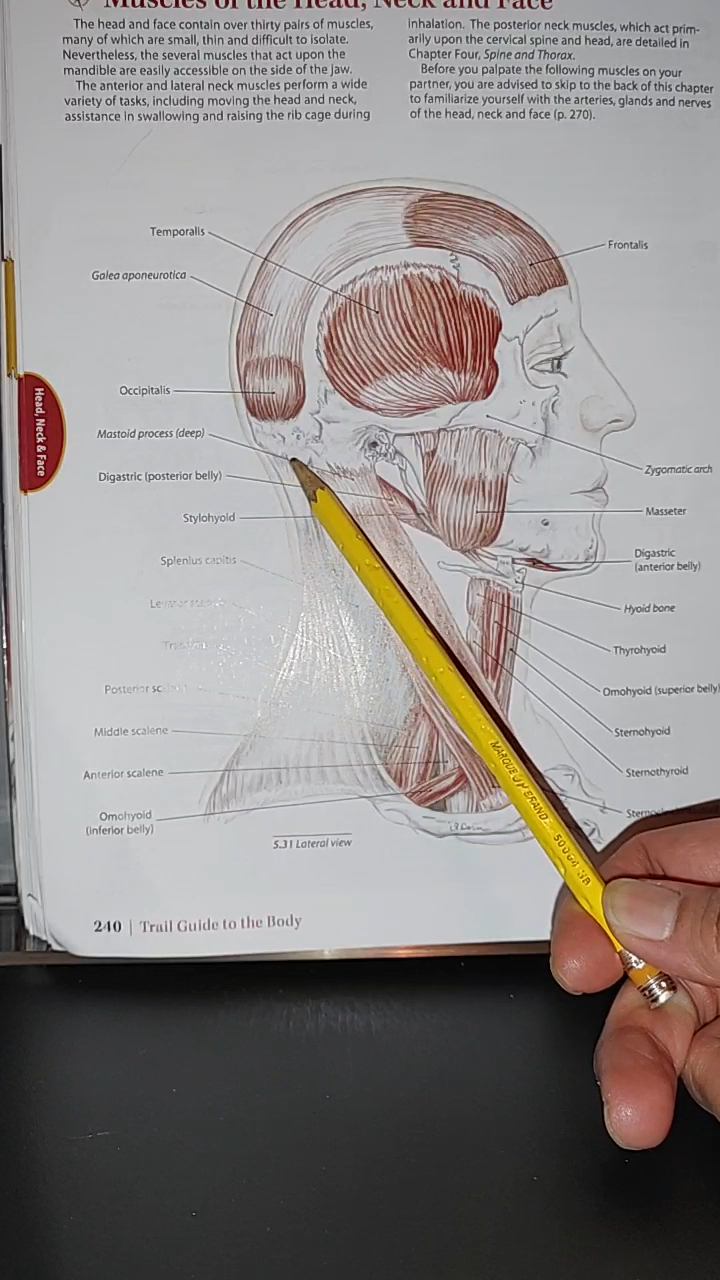 Muscles of the Head, Neck and Face
The head and face contain over thirty pairs of muscles,
many of which are small, thin and difficult to isolate.
Nevertheless, the several muscles that act upon the
mandible are easily accessible on the side of the jaw.
The anterior and lateral neck muscles perform a wide
variety of tasks, including moving the head and neck,
assistance in swallowing and raising the rib cage during
inhalation. The posterior neck muscles, which act prim-
arily upon the cervical spine and head, are detailed in
Chapter Four, Spine and Thorax.
Before you palpate the following muscles on your
partner, you are advised to skip to the back of this chapter
to familiarize yourself with the arteries, glands and nerves
of the head, neck and face (p. 270).
Temporalis
Galea aponeurotica
Occipitalis
Mastoid process (deep)
Digastric (posterior belly)
Stylohyoid
Splenius capitis
Posterior
Middle scalene
Anterior scalene
Omohyoid
(inferior belly)
Frontalis
Zygomatic arch
Masseter
Digastric
(anterior belly)
Hyoid bone
Thyrohyoid
Omohyoid (superior belly)
Sternohyoid
Sternothyroid
Head, Neck & Face
5.31 Lateral view
240 | Trail Guide to the Body